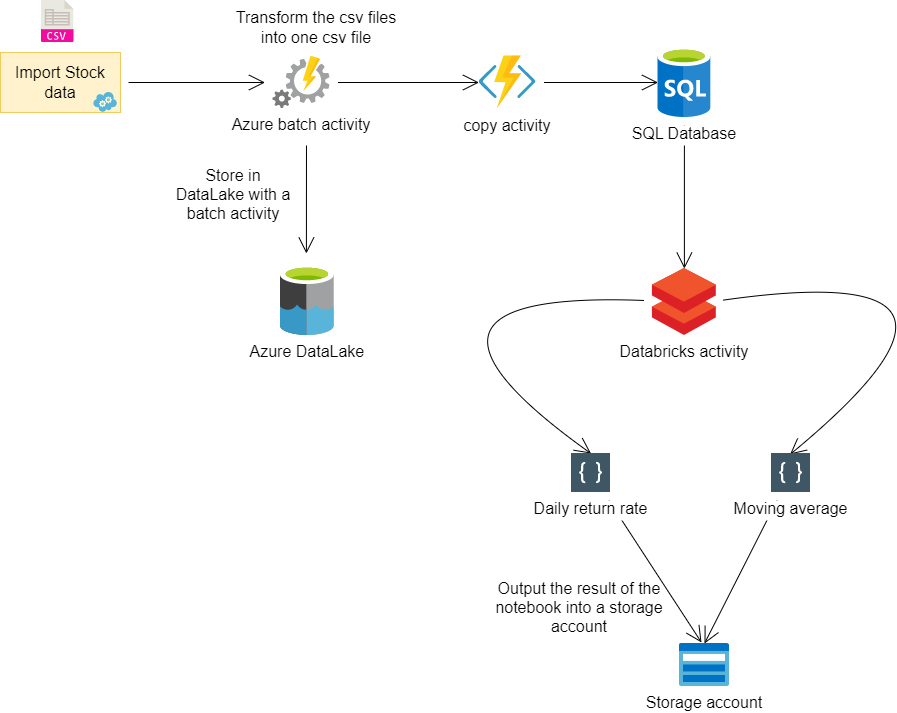 Transform the csv files
into one csv file
CSV
Import Stock
data
Azure batch activity
copy activity
SQL
SQL Database
Store in
DataLake with a
batch activity
Azure DataLake
Databricks activity
{ }
{ }
Daily return rate
Moving average
Output the result of the
notebook into a storage
account
Storage account